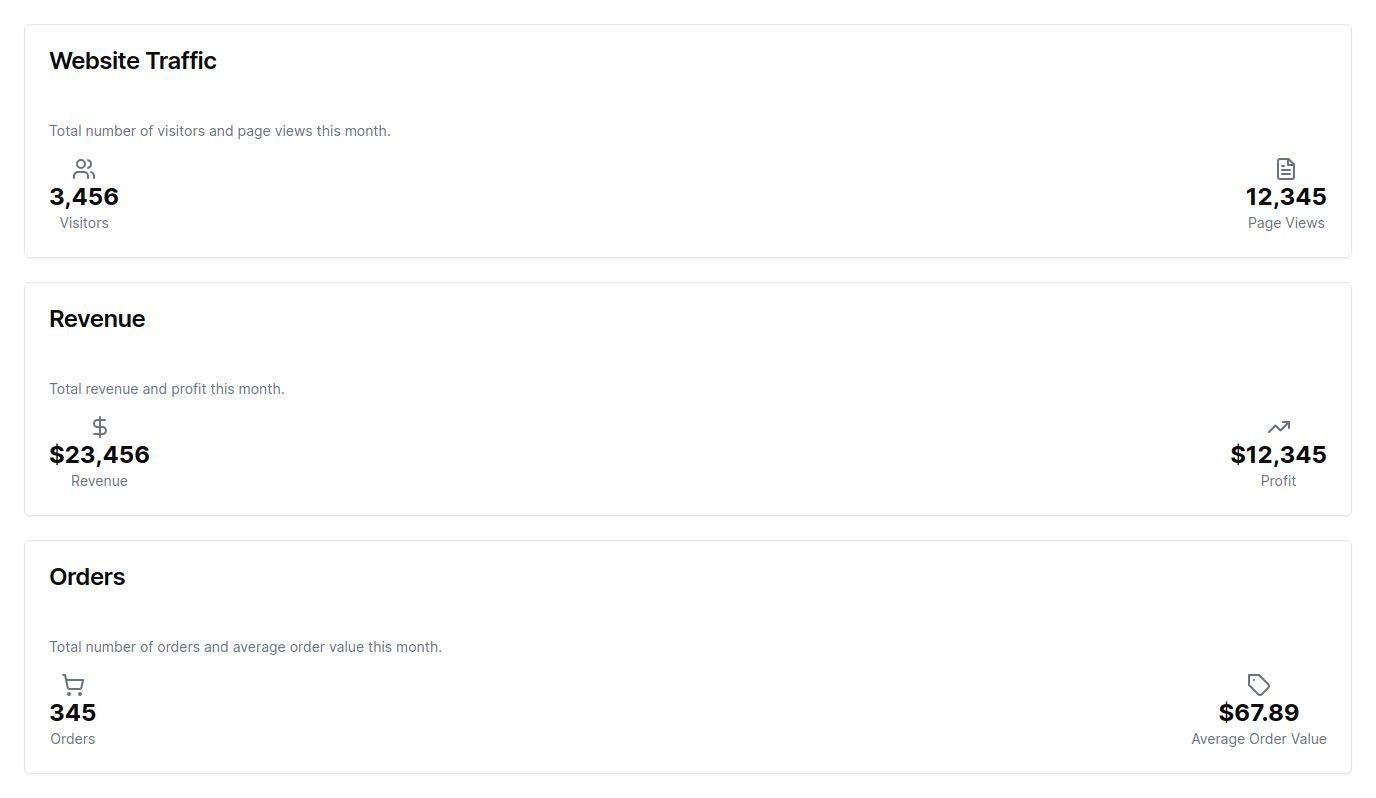 Website Traffic
Total number of visitors and page views this month.
3,456
Visitors
12,345
Page Views
Revenue
Total revenue and profit this month.
$23,456
Revenue
$12,345
Profit
Orders
Total number of orders and average order value this month.
345
Orders
$67.89
Average Order Value